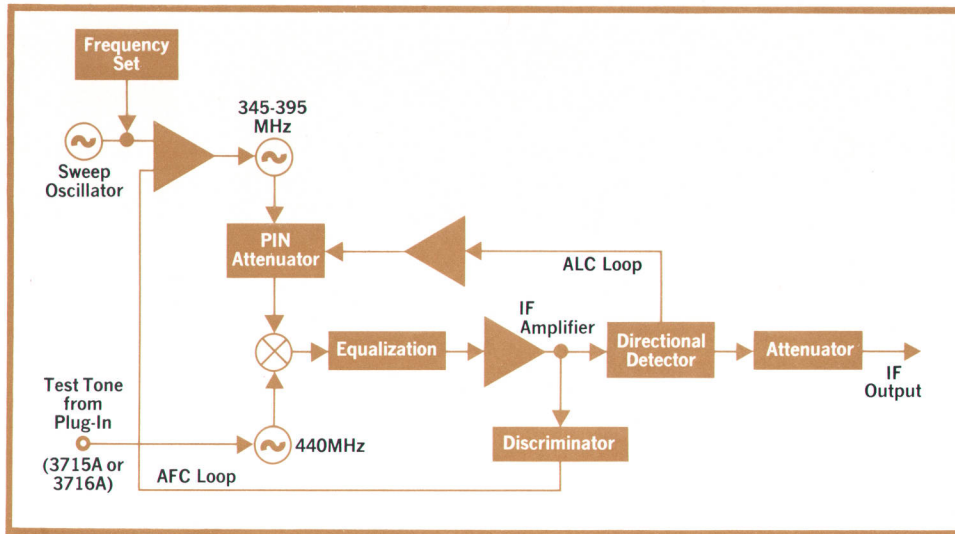 Frequency
Set
345-395
MHz
Sweep
Oscillator
PIN
Attenuator
ALC Loop
IF
Amplifier
Equalization
Directional
Detector
Attenuator
IF
Output
Test Tone
from
Plug-In
(3715A or
3716A)
440MHz
Discriminator
AFC Loop